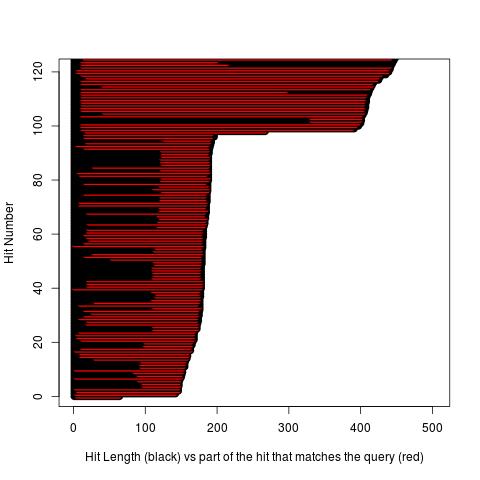 120
100
80
60
40
20
0
Hit Number
0 100 200 300 400 500
Hit Length (black) vs part of the hit that matches the query (red)